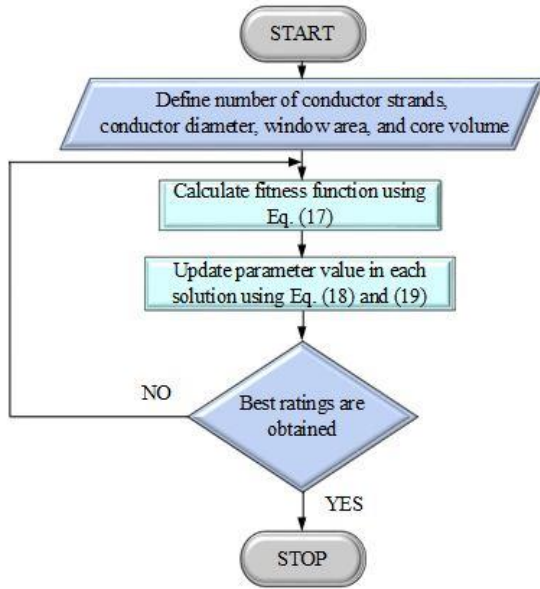 START
Define number of conductor strands,
conductor diameter, window area, and core volume
Calculate fitness function using
Eq. (17)
Update parameter value in each
solution using Eq. (18) and (19)
NO
Best ratings are
obtained
YES
STOP